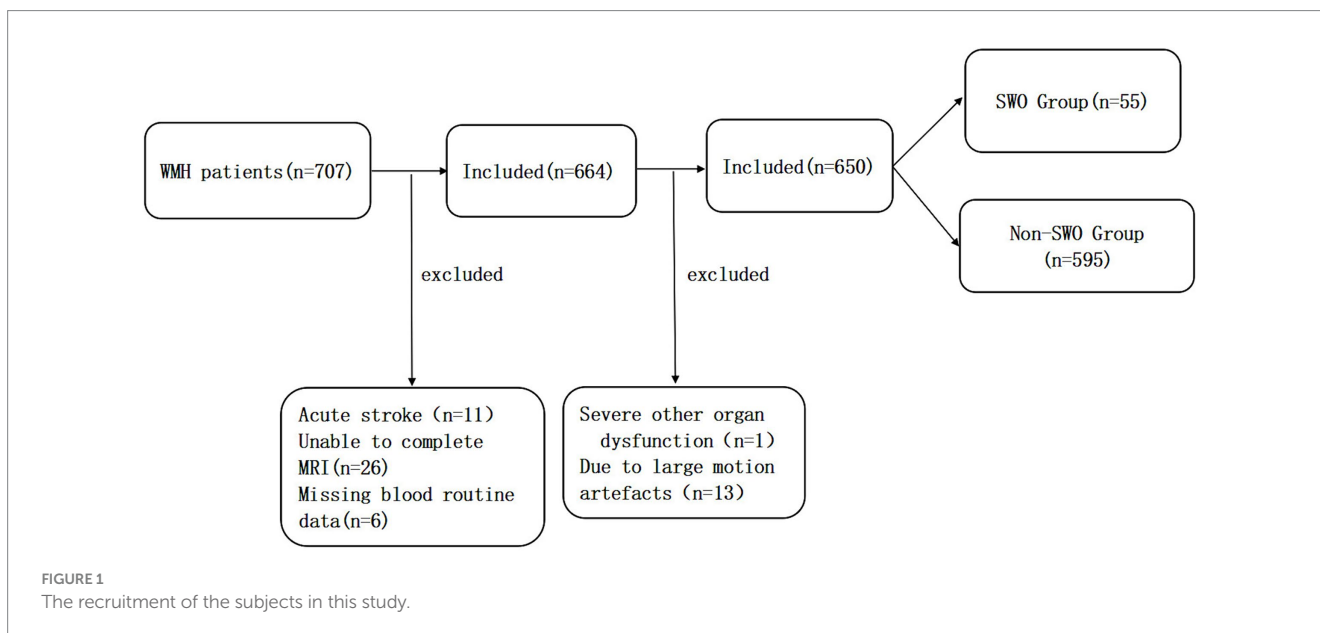 WMH patients(n=707)
Included(n=664)
Included(n=650)
SWO Group(n=55)
Non-SWO Group
(n=595)
excluded
excluded
Acute stroke (n=11)
Unable to complete
MRI(n=26)
Missing blood routine
data(n=6)
Severe other organ
dysfunction (n=1)
Due to large motion
artefacts (n=13)
FIGURE 1
The recruitment of the subjects in this study.